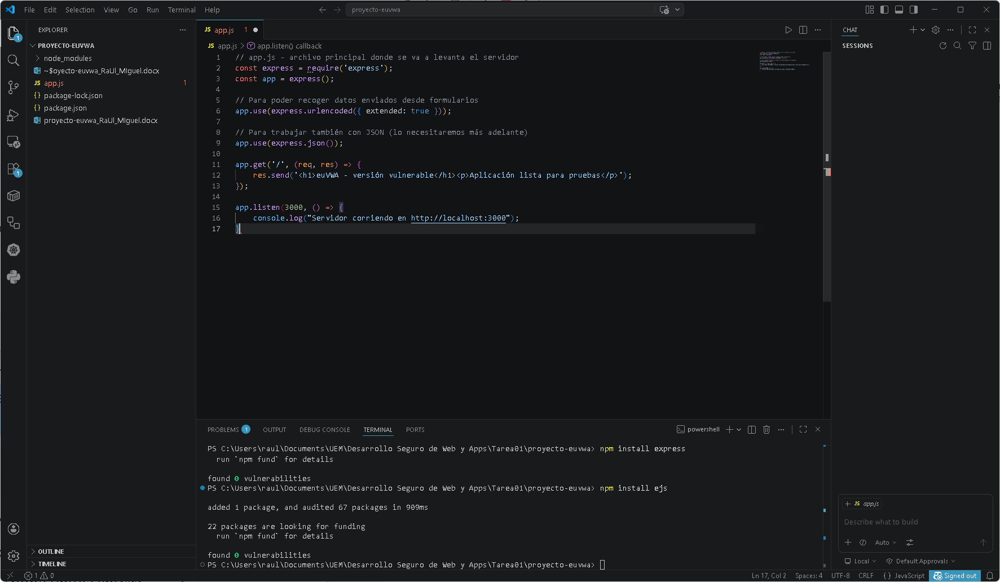 File Edit Selection View Go Run Terminal Help
proyecto-euvwa
EXPLORER
1
PROYECTO-EUVWA
node_modules
~$oyecto-euvwa_RaUl_MIguel.docx
JS app.js 1
{} package-lock.json
{} package.json
proyecto-euvwa_RaUl_MIguel.docx
1
OUTLINE
TIMELINE
JS app.js 1
JS app.js > app.listen() callback
1 // app.js - archivo principal donde se va a levanta el servidor
2 const express = require('express');
3 const app = express();
4
5 // Para poder recoger datos enviados desde formularios
6 app.use(express.urlencoded({ extended: true }));
7
8 // Para trabajar también con JSON (lo necesitaremos más adelante)
9 app.use(express.json());
10
11 app.get('/', (req, res) => {
12 res.send('<h1>euVWA - versión vulnerable</h1><p>Aplicación lista para pruebas</p>');
13 });
14
15 app.listen(3000, () => {
16 console.log("Servidor corriendo en http://localhost:3000");
17 }
PROBLEMS 1 OUTPUT DEBUG CONSOLE TERMINAL PORTS
powershell
PS C:\Users\raul\Documents\UEM\Desarrollo Seguro de Web y Apps\Tarea01\proyecto-euvwa> npm install express
run `npm fund` for details
found 0 vulnerabilities
PS C:\Users\raul\Documents\UEM\Desarrollo Seguro de Web y Apps\Tarea01\proyecto-euvwa> npm install ejs
added 1 package, and audited 67 packages in 909ms
22 packages are looking for funding
run `npm fund` for details
found 0 vulnerabilities
PS C:\Users\raul\Documents\UEM\Desarrollo Seguro de Web y Apps\Tarea01\proyecto-euvwa>
CHAT
SESSIONS
+ JS app.js
Describe what to build
Auto
Local Default Approvals
1 0
Ln 17, Col 2 Spaces: 4 UTF-8 CRLF {} JavaScript Signed out